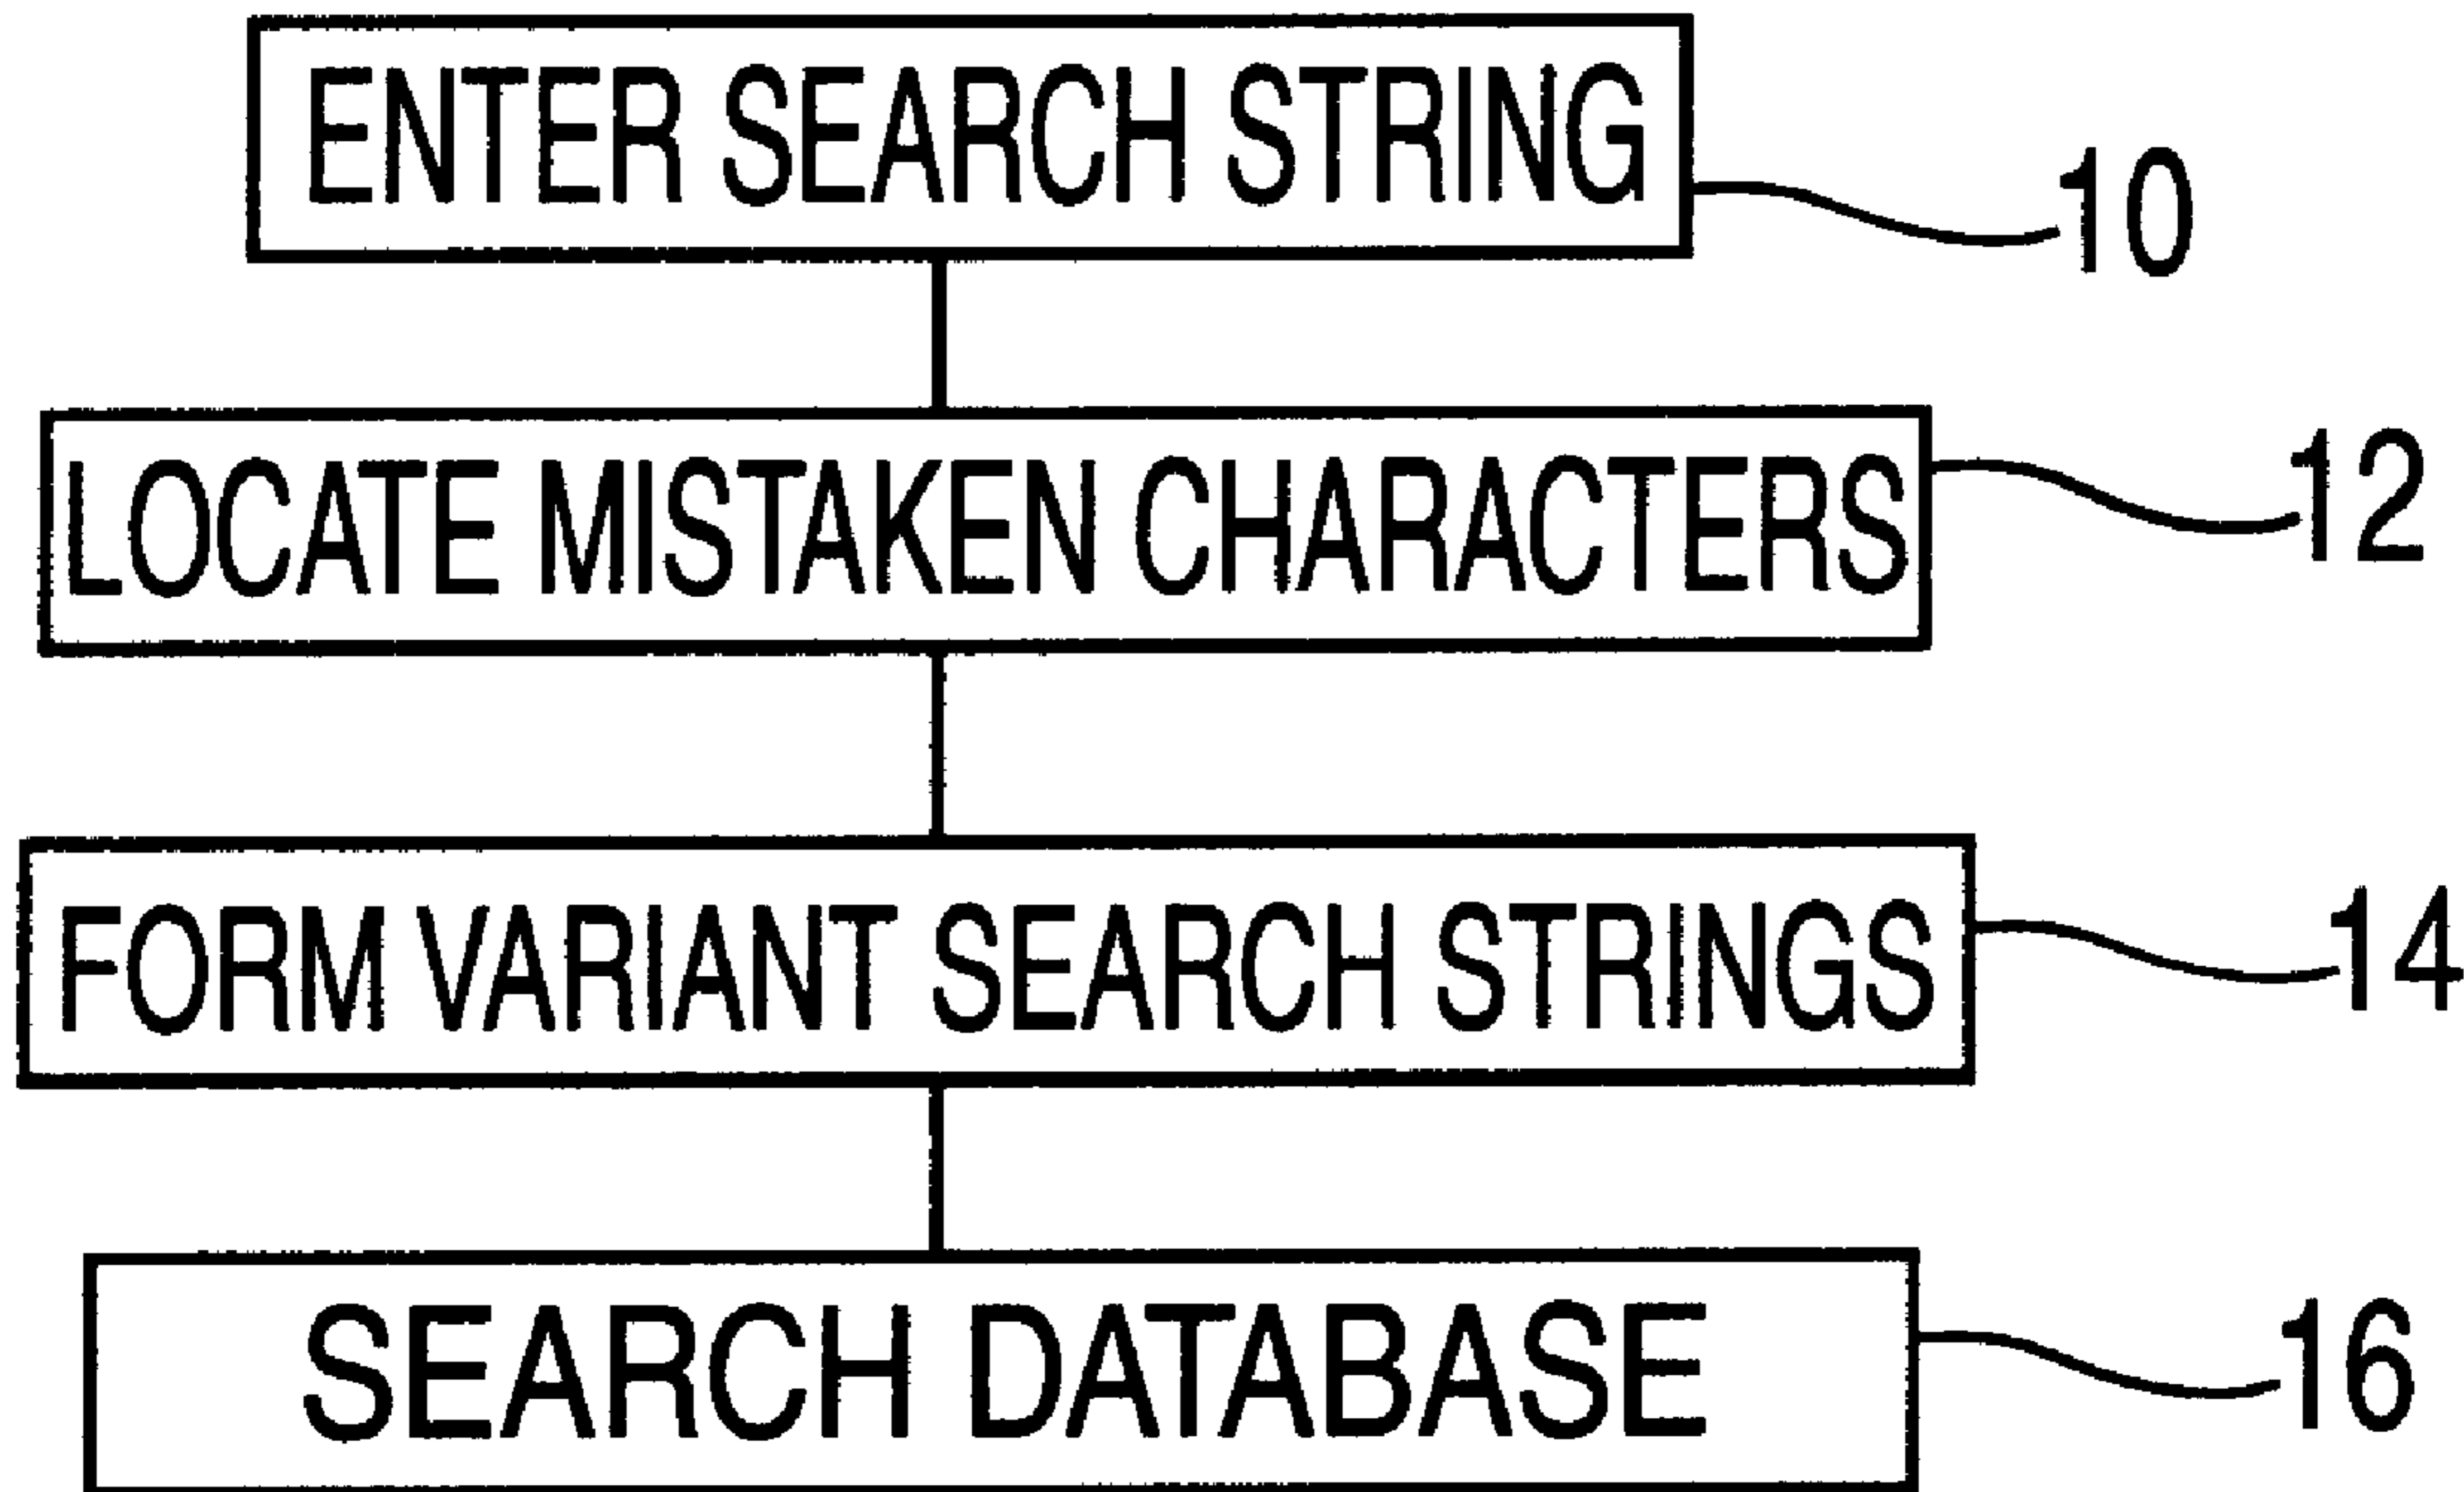 ENTER SEARCH STRING
10
LOCATE MISTAKEN CHARACTERS
12
FORM VARIANT SEARCH STRINGS
14
SEARCH DATABASE
16